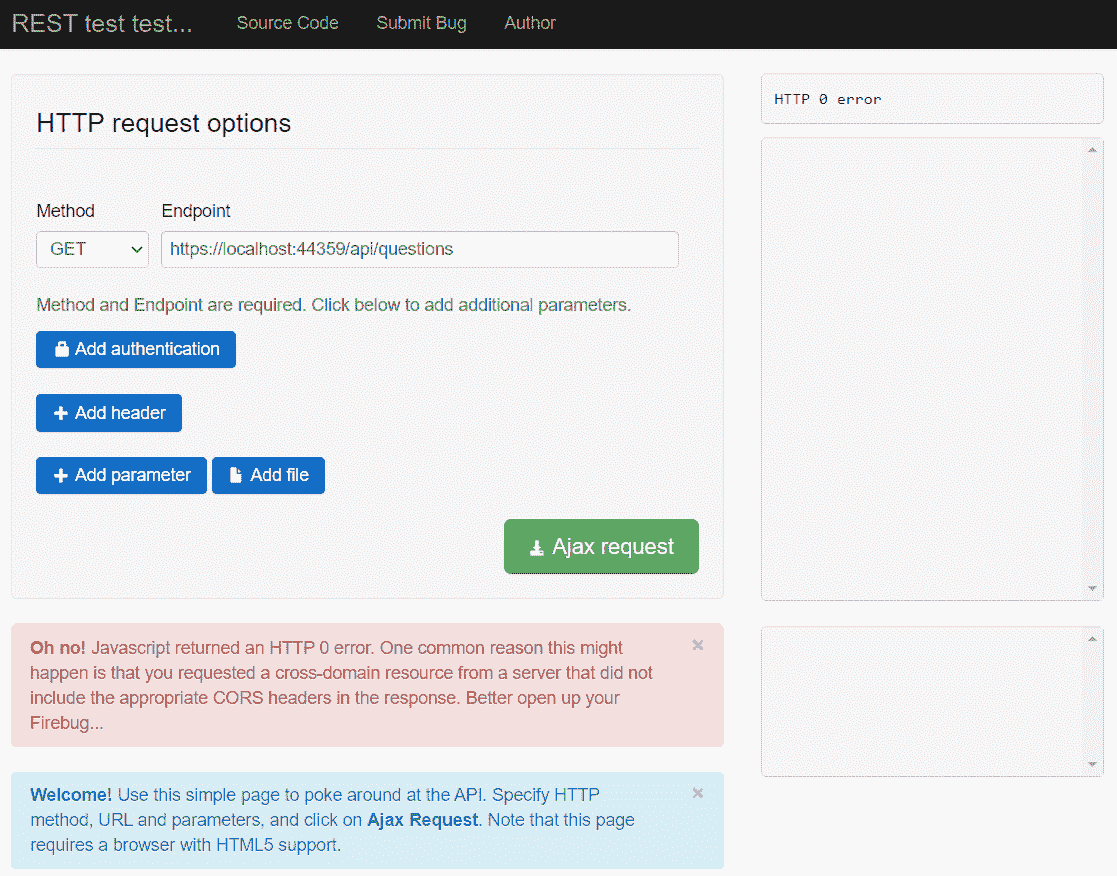 REST test test... Source Code Submit Bug Author
HTTP request options
Method Endpoint
GET https://localhost:44359/api/questions
Method and Endpoint are required. Click below to add additional parameters.
Add authentication
Add header
Add parameter Add file
Ajax request
Oh no! Javascript returned an HTTP 0 error. One common reason this might
happen is that you requested a cross-domain resource from a server that did not
include the appropriate CORS headers in the response. Better open up your
Firebug...
Welcome! Use this simple page to poke around at the API. Specify HTTP
method, URL and parameters, and click on Ajax Request. Note that this page
requires a browser with HTML5 support.
HTTP 0 error